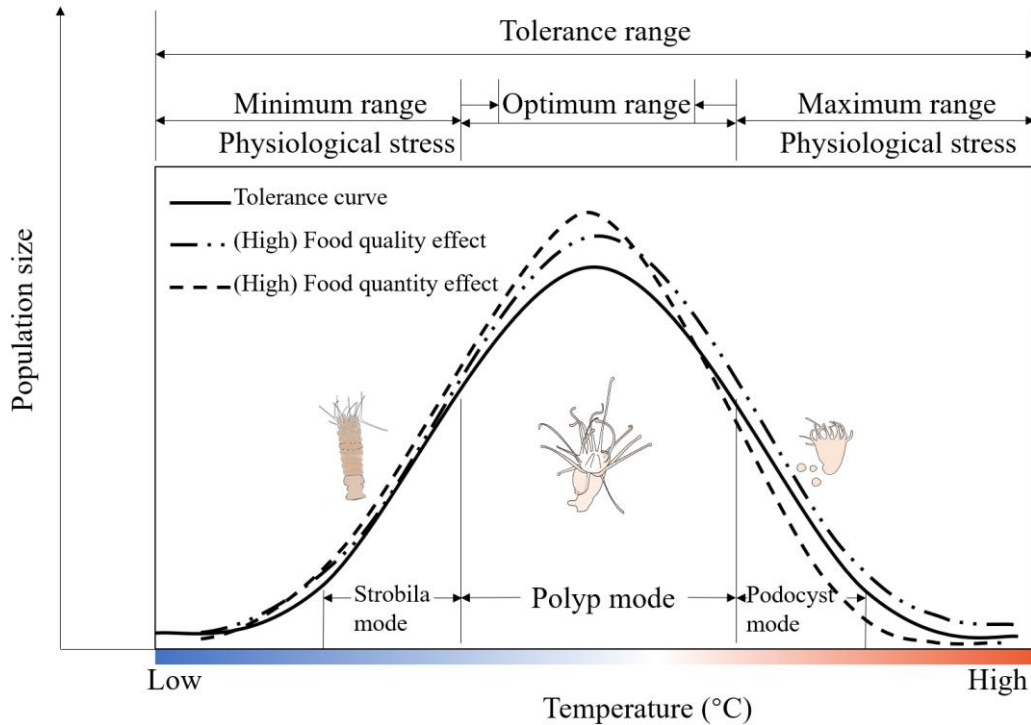 Tolerance range
Minimum range
Optimum range
Maximum range
Physiological stress
Physiological stress
Tolerance curve
(High) Food quality effect
(High) Food quantity effect
Population size
Strobila
mode
Polyp mode
Podocyst
mode
Low
High
Temperature (°C)